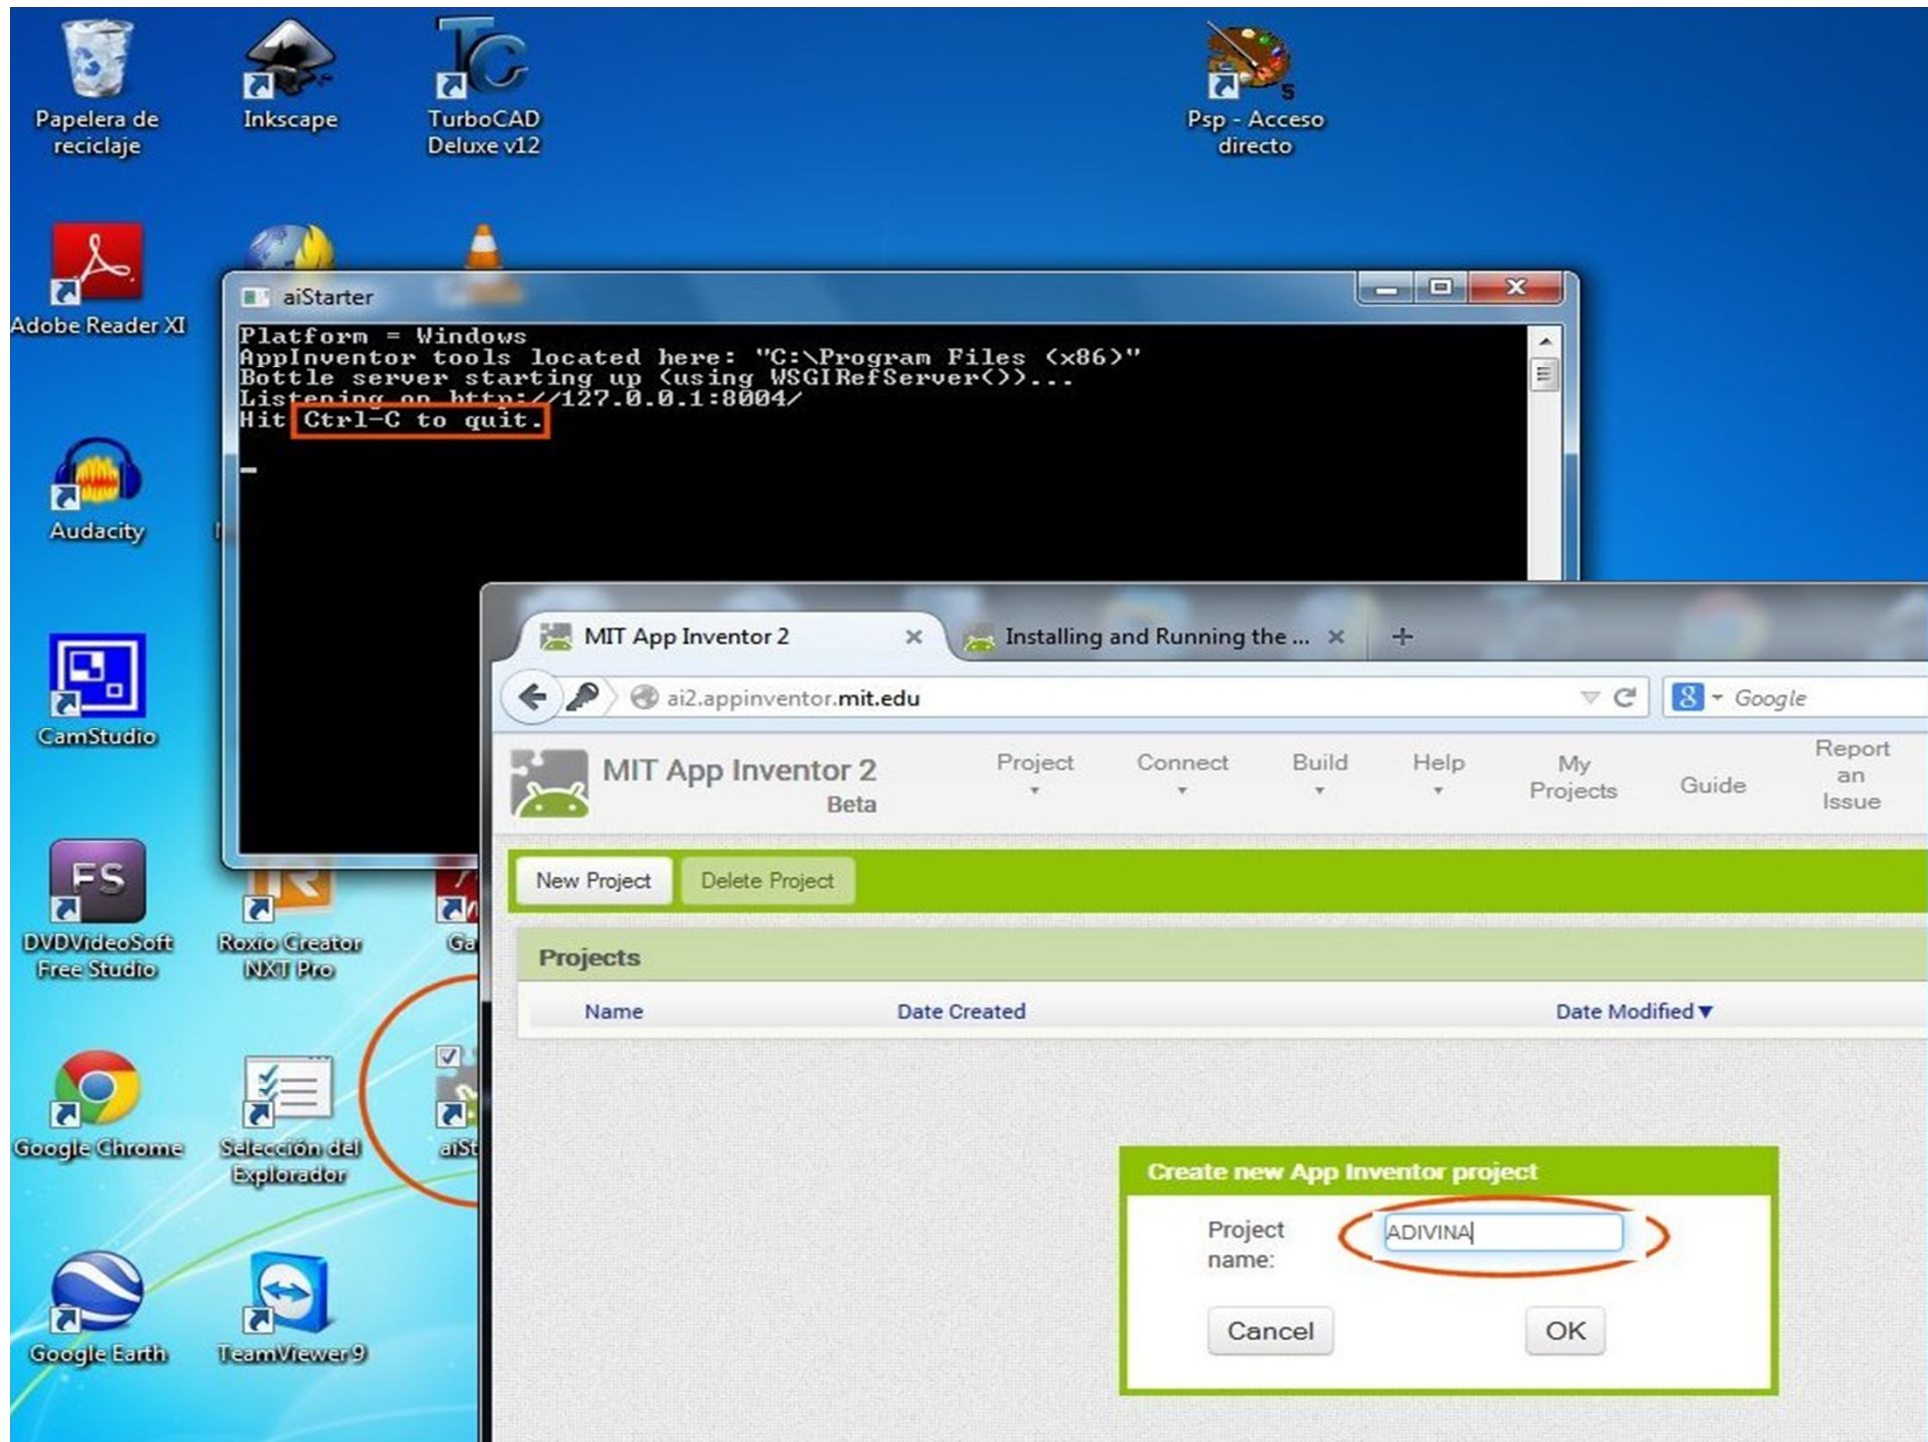 Papelera de
reciclaje
Inkscape
TurboCAD
Deluxe v12
Psp - Acceso
directo
5
Adobe Reader XI
aiStarter
Platform = Windows
AppInventor tools located here: "C:\Program Files (x86)"
Bottle server starting up (using WSGIRefServer())...
Listening on http://127.0.0.1:8004/
Hit Ctrl-C to quit.
Audacity
CamStudio
MIT App Inventor 2
Installing and Running the ...
ai2.appinventor.mit.edu
8
Google
MIT App Inventor 2
Beta
Project
Connect
Build
Help
My
Projects
Guide
Report
an
Issue
New Project
Delete Project
FS
DVDVideoSoft
Free Studio
Roxio Creator
NXT Pro
Ga
Projects
Name
Date Created
Date Modified
Google Chrome
Selección del
Explorador
aiSt
Create new App Inventor project
Project
name:
ADIVINA
Cancel
OK
Google Earth
TeamViewer 9